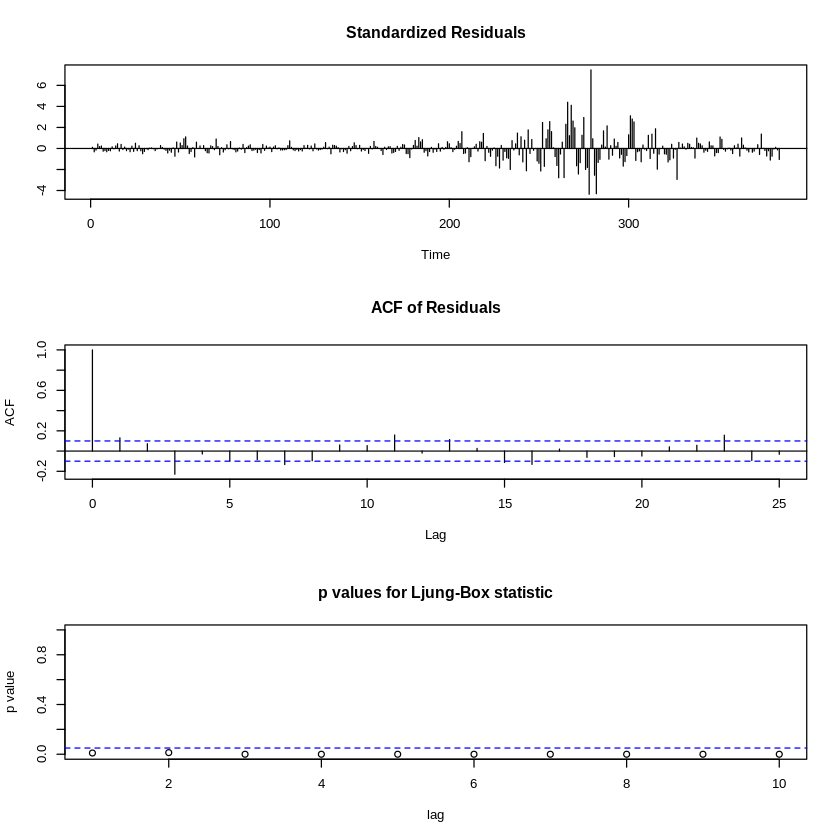 Standardized Residuals
6
4
2
0
-4
0 100 200 300
Time
ACF of Residuals
1.0
0.6
0.2
-0.2
ACF
0 5 10 15 20 25
Lag
p values for Ljung-Box statistic
0.8
0.4
0.0
p value
2 4 6 8 10
lag